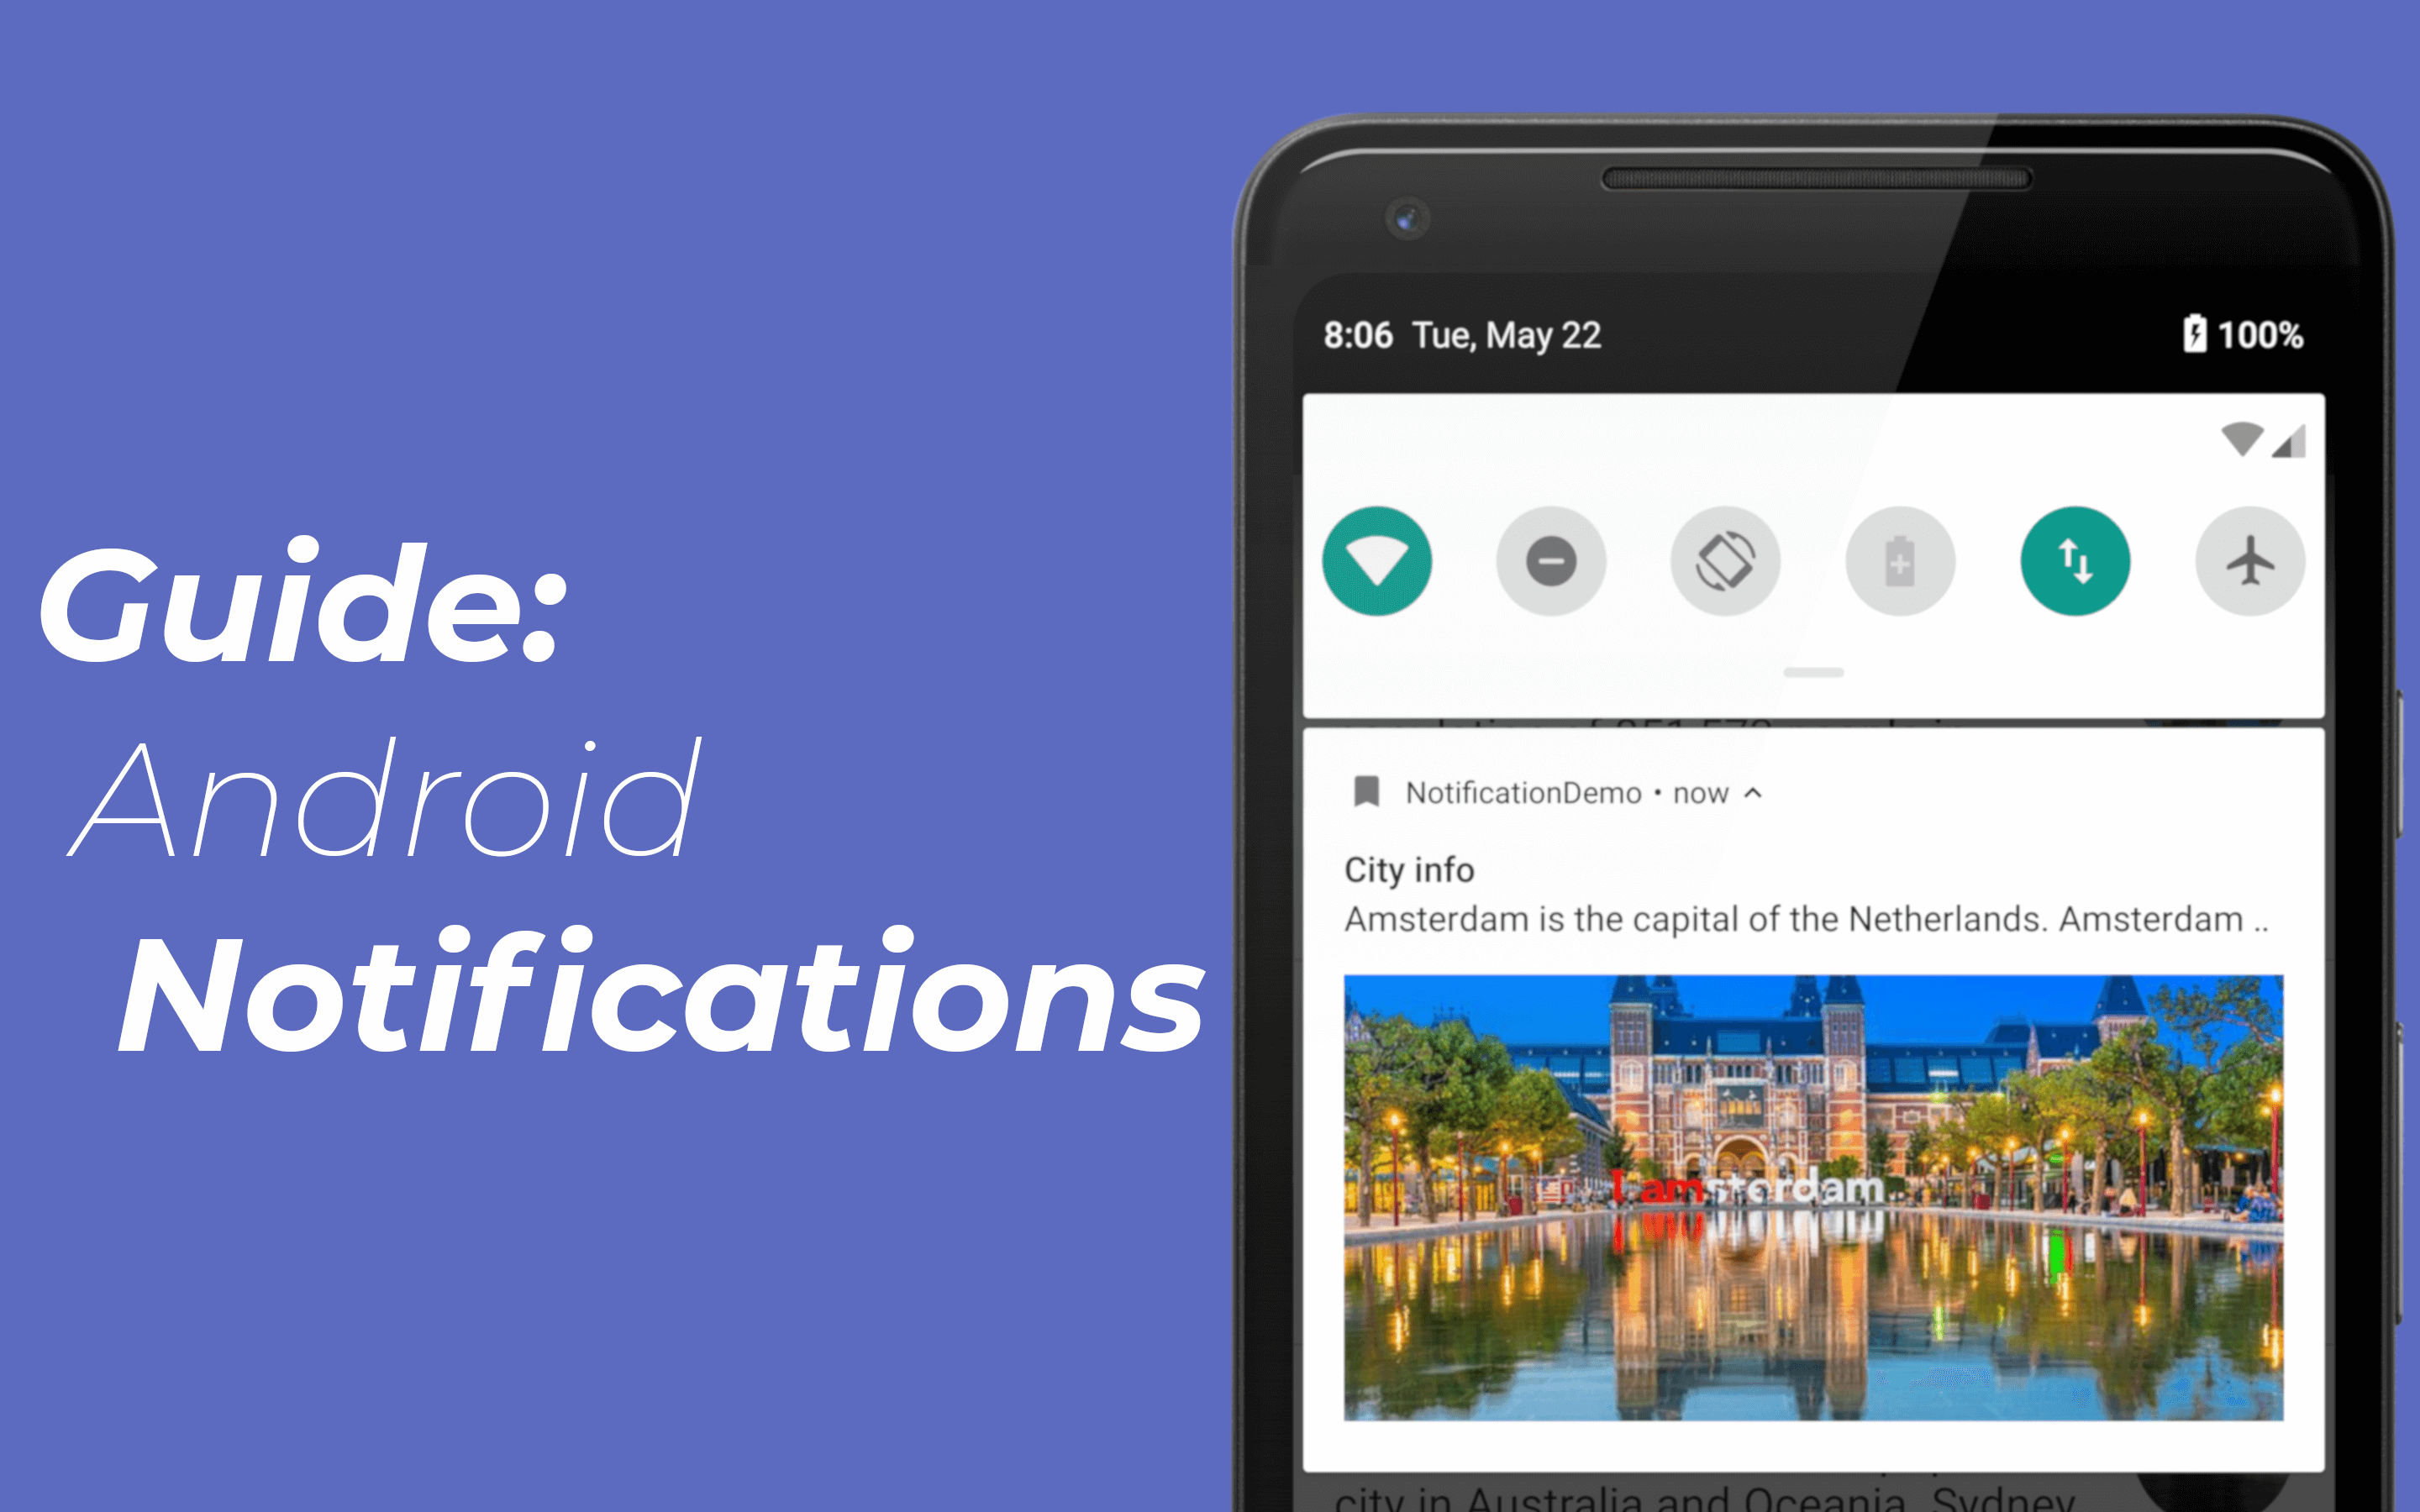 Guide:
Android
Notifications
8:06 Tue, May 22
100%
NotificationDemo • now
City info
Amsterdam is the capital of the Netherlands. Amsterdam ..
I amsterdam
city in Australia and Oceania. Sydney